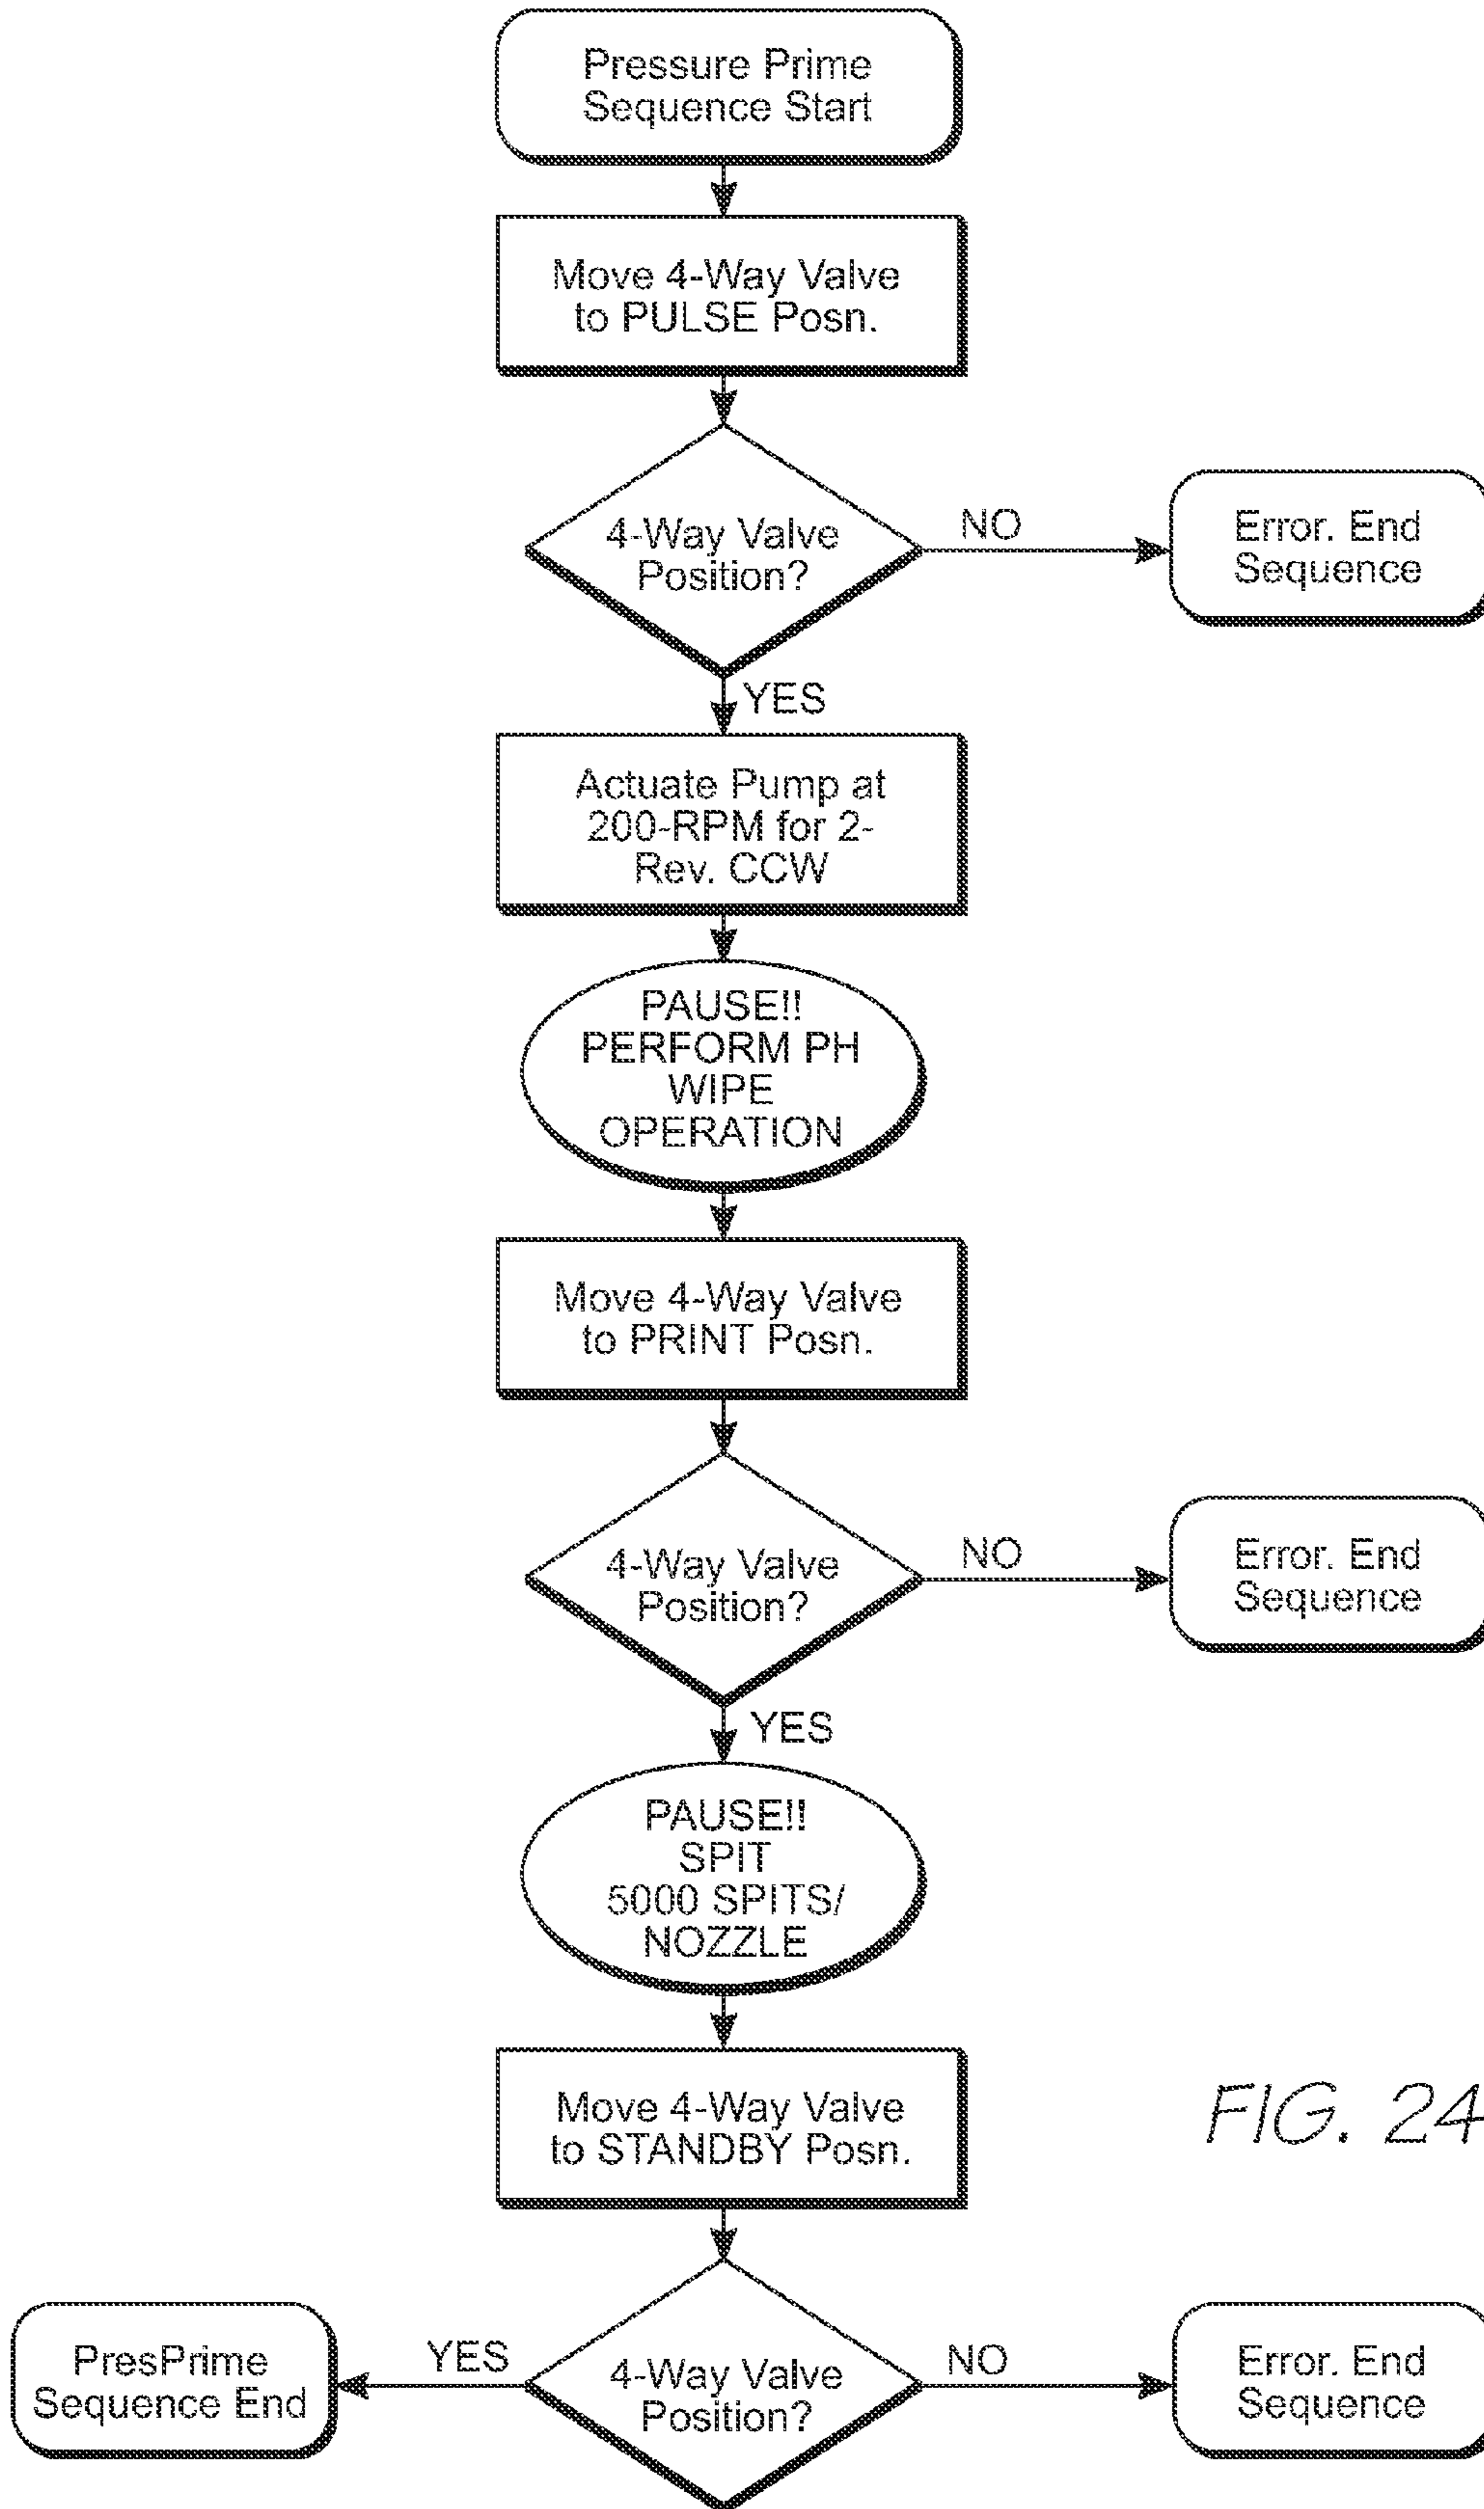 Pressure Prime
Sequence Start
Move 4-Way Valve
to PULSE Posn.
4-Way Valve
Position?
NO
Error. End
Sequence
YES
Actuate Pump at
200-RPM for 2-
Rev. CCW
PAUSE!!
PERFORM PH
WIPE
OPERATION
Move 4-Way Valve
to PRINT Posn.
4-Way Valve
Position?
NO
Error. End
Sequence
YES
PAUSE!!
SPIT
5000 SPITS/
NOZZLE
Move 4-Way Valve
to STANDBY Posn.
FIG. 24
4-Way Valve
Position?
YES
PresPrime
Sequence End
NO
Error. End
Sequence